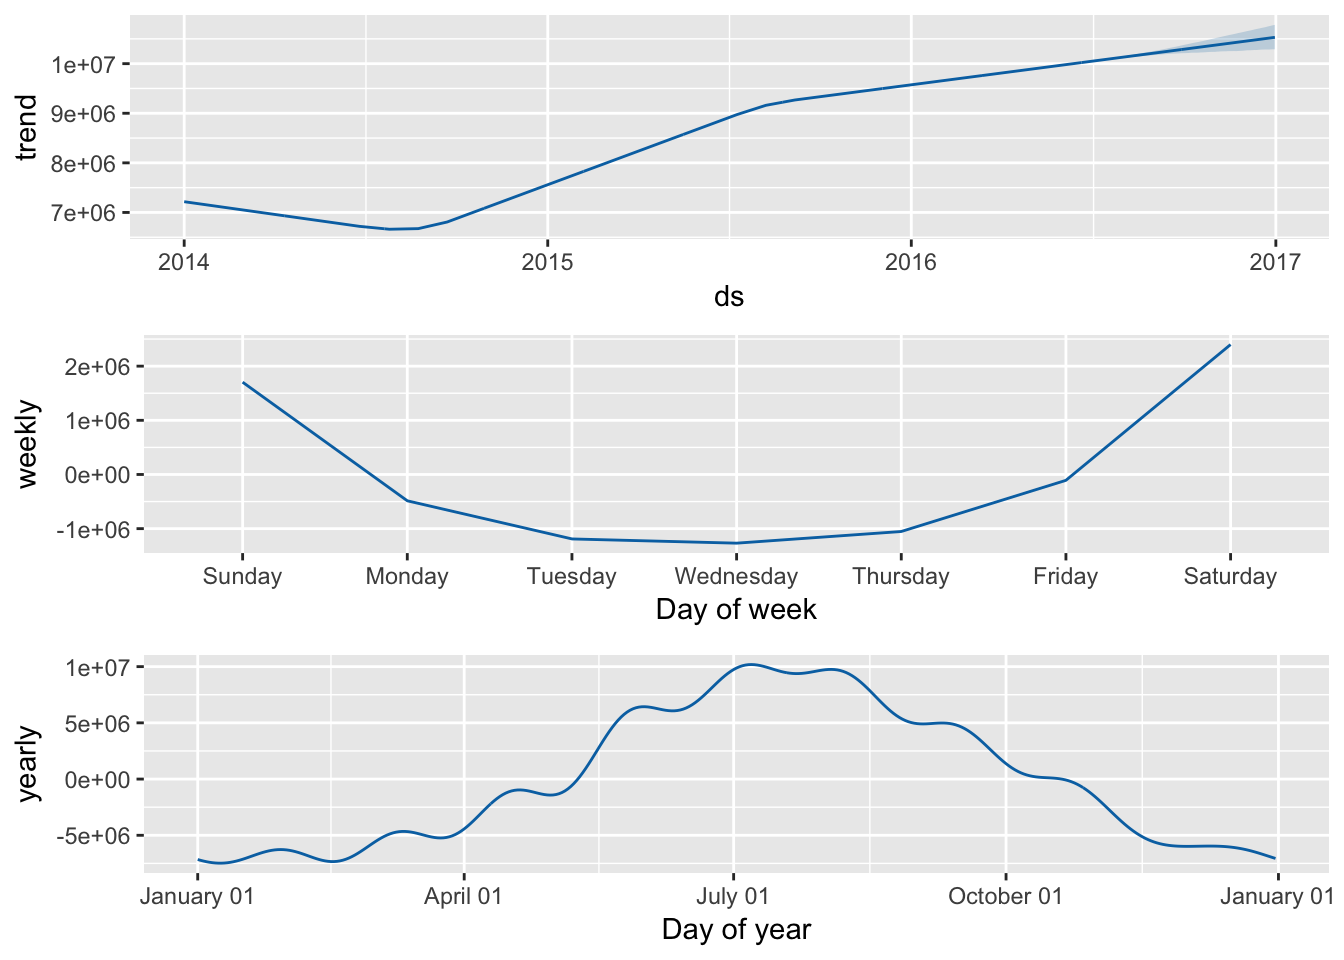 1e+07
9e+06
8e+06
7e+06
trend
2014 2015 2016 2017
ds
2e+06
1e+06
0e+00
-1e+06
weekly
Sunday Monday Tuesday Wednesday Thursday Friday Saturday
Day of week
1e+07
5e+06
0e+00
-5e+06
yearly
January 01 April 01 July 01 October 01 January 01
Day of year